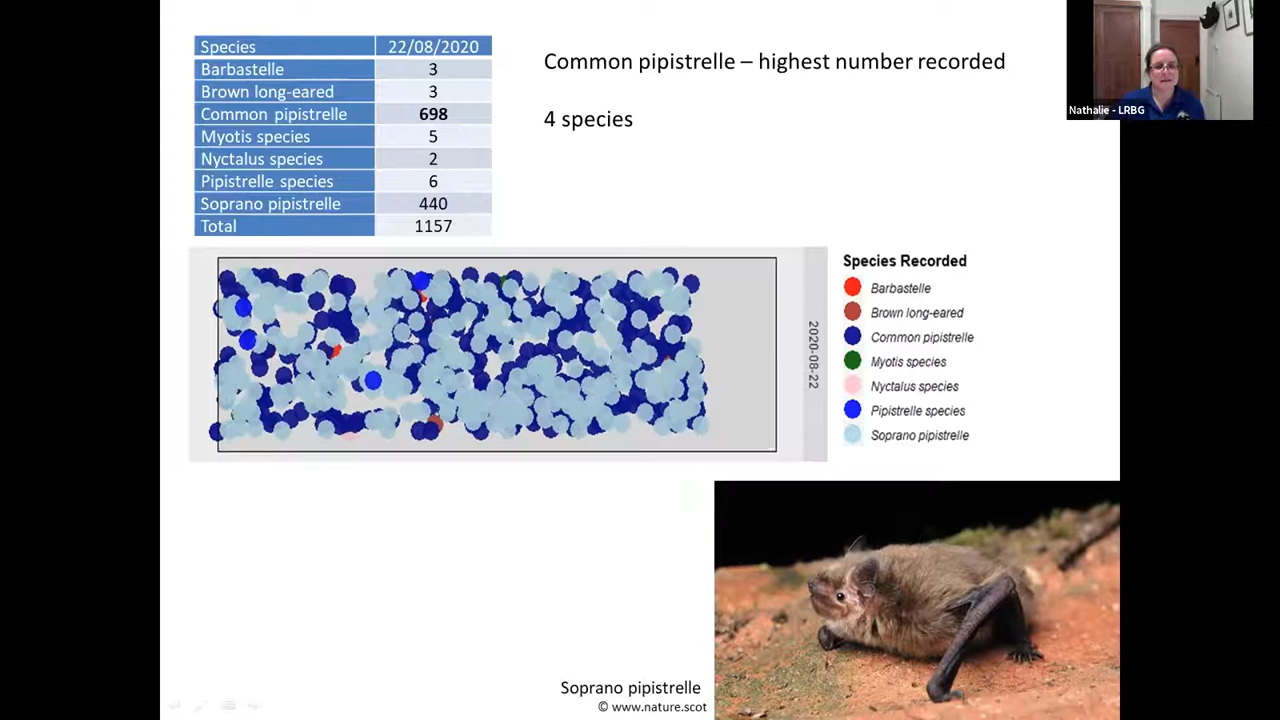 Species 22/08/2020
Barbastelle 3
Brown long-eared 3
Common pipistrelle 698
Myotis species 5
Nyctalus species 2
Pipistrelle species 6
Soprano pipistrelle 440
Total 1157
Common pipistrelle – highest number recorded
4 species
Nathalie - LRBG
2020-08-22
Species Recorded
Barbastelle
Brown long-eared
Common pipistrelle
Myotis species
Nyctalus species
Pipistrelle species
Soprano pipistrelle
Soprano pipistrelle
© www.nature.scot